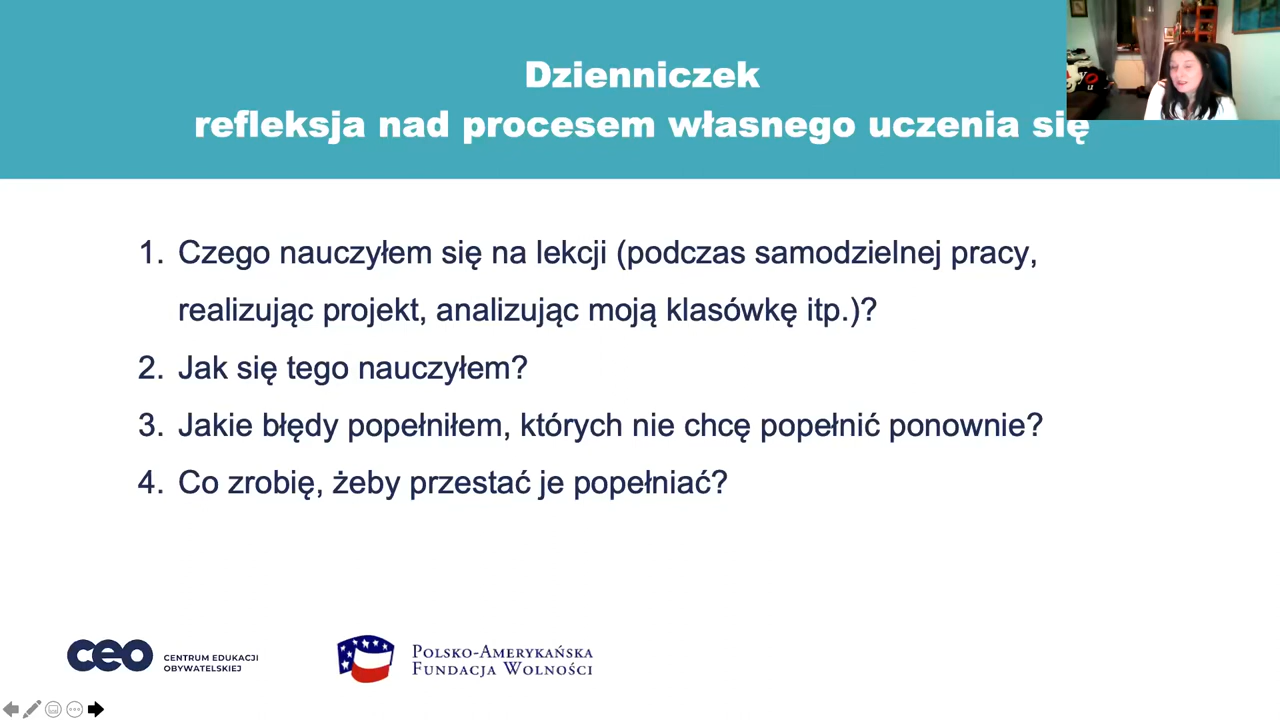 Dzienniczek
refleksja nad procesem własnego uczenia się
1. Czego nauczyłem się na lekcji (podczas samodzielnej pracy,
realizując projekt, analizując moją klasówkę itp.)?
2. Jak się tego nauczyłem?
3. Jakie błędy popełniłem, których nie chcę popełnić ponownie?
4. Co zrobię, żeby przestać je popełniać?
ceo
CENTRUM EDUKACJI
OBYWATELSKIEJ
POLSKO-AMERYKAŃSKA
FUNDACJA WOLNOŚCI